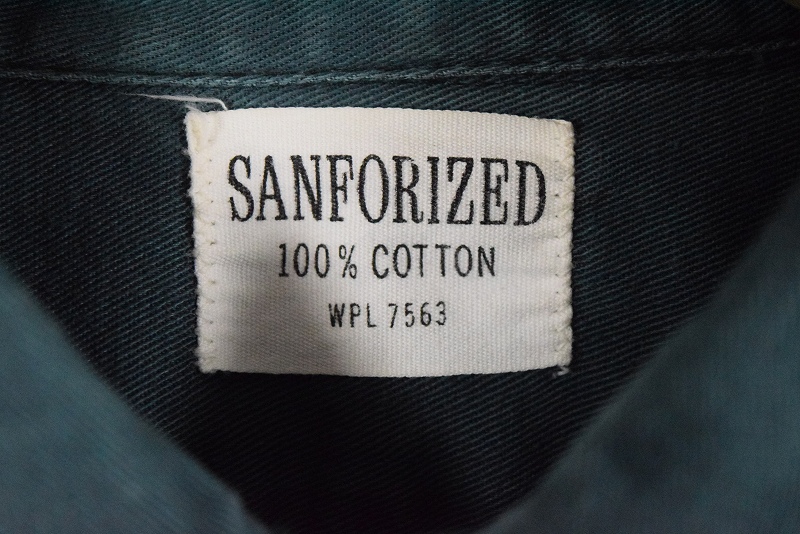 SANFORIZED
100% COTTON
WPL 7563